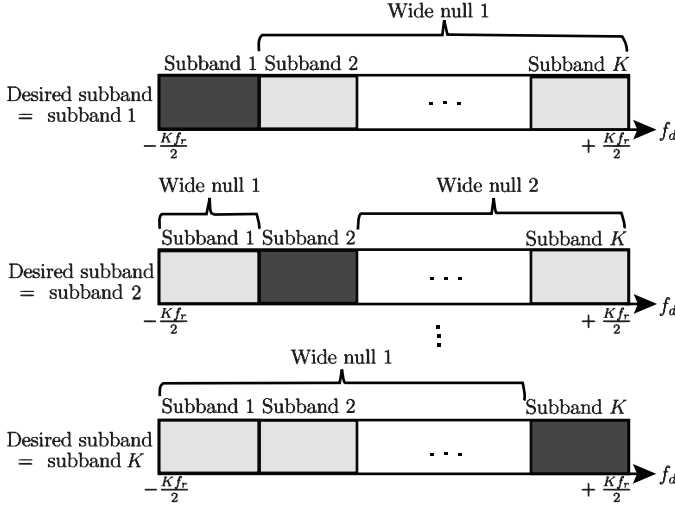 Wide null 1
Subband 1 Subband 2 Subband K
Desired subband
= subband 1
. . .
f_d
−Kf_r/2
+ Kf_r/2
Wide null 1 Wide null 2
Subband 1 Subband 2 Subband K
Desired subband
= subband 2
. . .
f_d
−Kf_r/2
+ Kf_r/2
⋮
Wide null 1
Subband 1 Subband 2 Subband K
Desired subband
= subband K
. . .
f_d
−Kf_r/2
+ Kf_r/2